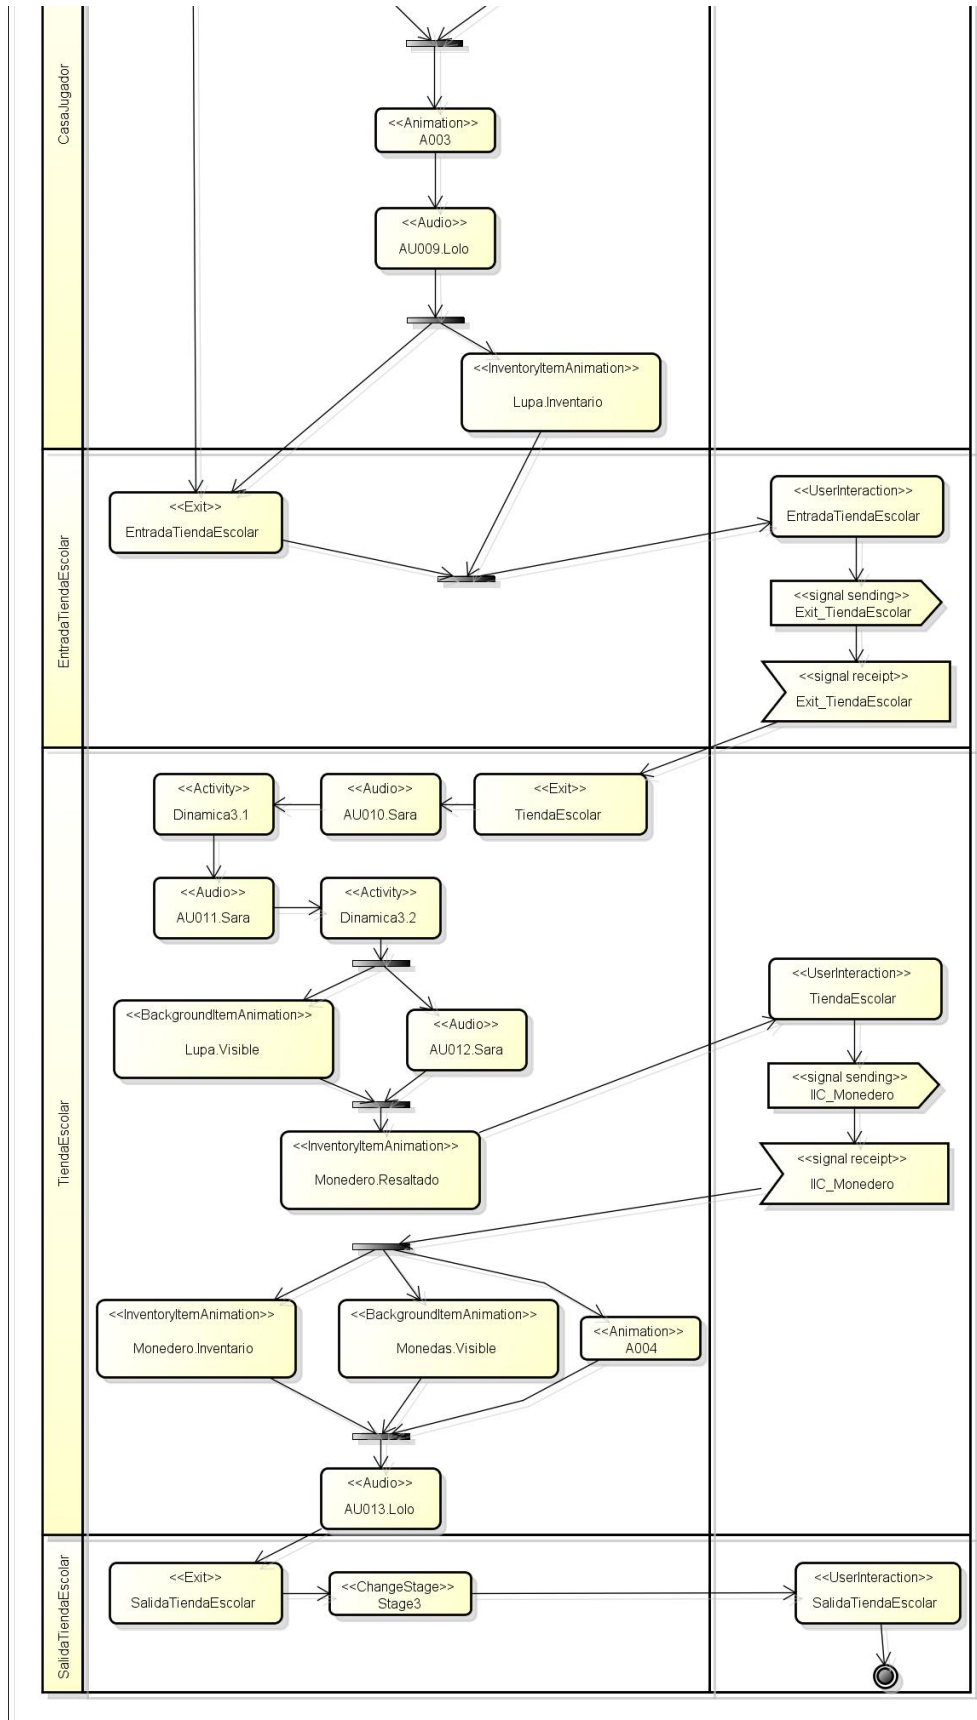 CasaJugador
<<Animation>>
A003
<<Audio>>
AU009.Lolo
<<InventoryItemAnimation>>
Lupa.Inventario
EntradaTiendaEscolar
<<Exit>>
EntradaTiendaEscolar
<<UserInteraction>>
EntradaTiendaEscolar
<<signal sending>>
Exit_TiendaEscolar
<<signal receipt>>
Exit_TiendaEscolar
TiendaEscolar
<<Activity>>
Dinamica3.1
<<Audio>>
AU010.Sara
<<Exit>>
TiendaEscolar
<<Audio>>
AU011.Sara
<<Activity>>
Dinamica3.2
<<BackgroundItemAnimation>>
Lupa.Visible
<<Audio>>
AU012.Sara
<<UserInteraction>>
TiendaEscolar
<<signal sending>>
IIC_Monedero
<<InventoryItemAnimation>>
Monedero.Resaltado
<<signal receipt>>
IIC_Monedero
<<InventoryItemAnimation>>
Monedero.Inventario
<<BackgroundItemAnimation>>
Monedas.Visible
<<Animation>>
A004
<<Audio>>
AU013.Lolo
SalidaTiendaEscolar
<<Exit>>
SalidaTiendaEscolar
<<ChangeStage>>
Stage3
<<UserInteraction>>
SalidaTiendaEscolar